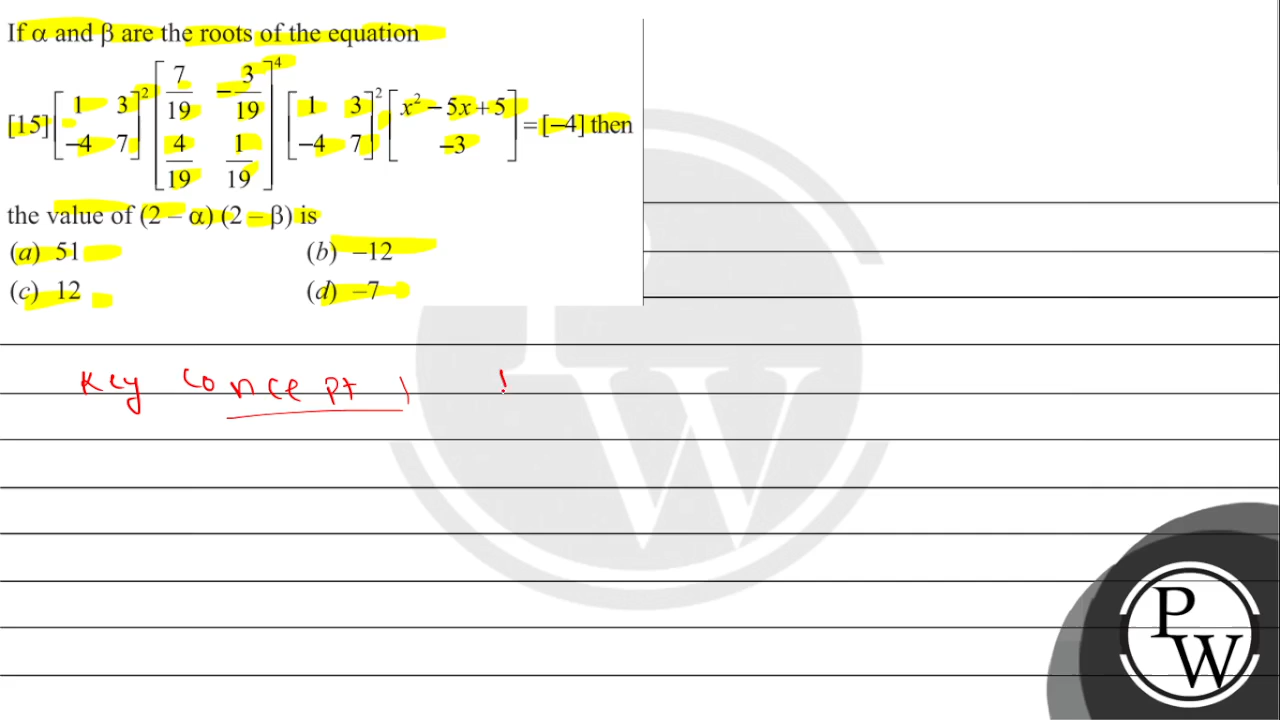 If α and β are the roots of the equation
[15] [1 3 −4 7]² [7/19 −3/19 4/19 1/19]⁴ [1 3 −4 7]² [x² − 5x + 5 −3] = [−4] then
the value of (2 – α) (2 – β) is
(a) 51 (b) –12
(c) 12 (d) –7
Key Concept
PW
PW